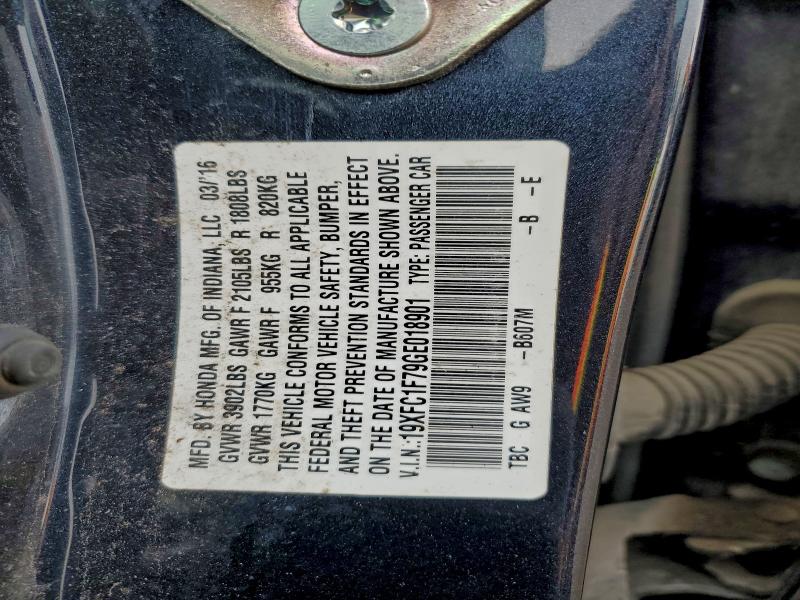 MFD. BY HONDA MFG. OF INDIANA, LLC 03/16
GVWR 3902LBS GAWR F 2105LBS R 1808LBS
GVWR 1770KG GAWR F 955KG R 820KG
THIS VEHICLE CONFORMS TO ALL APPLICABLE
FEDERAL MOTOR VEHICLE SAFETY, BUMPER,
AND THEFT PREVENTION STANDARDS IN EFFECT
ON THE DATE OF MANUFACTURE SHOWN ABOVE.
V.I.N.:19XFC1F79GE018901 TYPE: PASSENGER CAR
TBC G AW9 -B607M -B -E